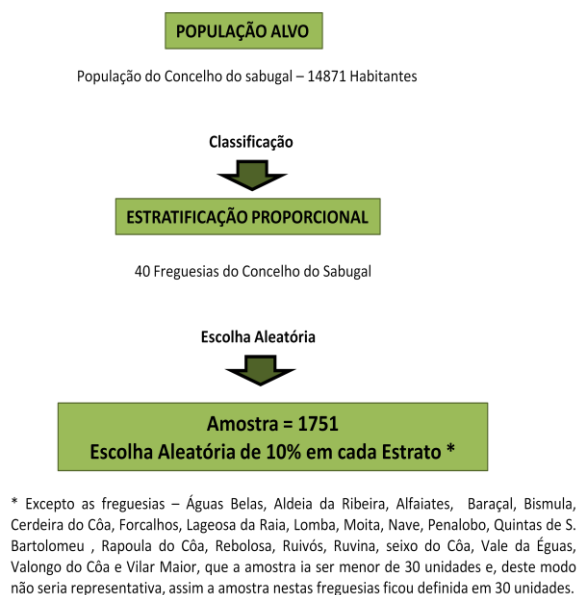 POPULAÇÃO ALVO
População do Concelho do sabugal – 14871 Habitantes
Classificação
ESTRATIFICAÇÃO PROPORCIONAL
40 Freguesias do Concelho do Sabugal
Escolha Aleatória
Amostra = 1751
Escolha Aleatória de 10% em cada Estrato *
* Excepto as freguesias – Águas Belas, Aldeia da Ribeira, Alfaiates, Baraçal, Bismula,
Cerdeira do Côa, Forcalhos, Lageosa da Raia, Lomba, Moita, Nave, Penalobo, Quintas de S.
Bartolomeu , Rapoula do Côa, Rebolosa, Ruivós, Ruvina, seixo do Côa, Vale da Éguas,
Valongo do Côa e Vilar Maior, que a amostra ia ser menor de 30 unidades e, deste modo
não seria representativa, assim a amostra nestas freguesias ficou definida em 30 unidades.